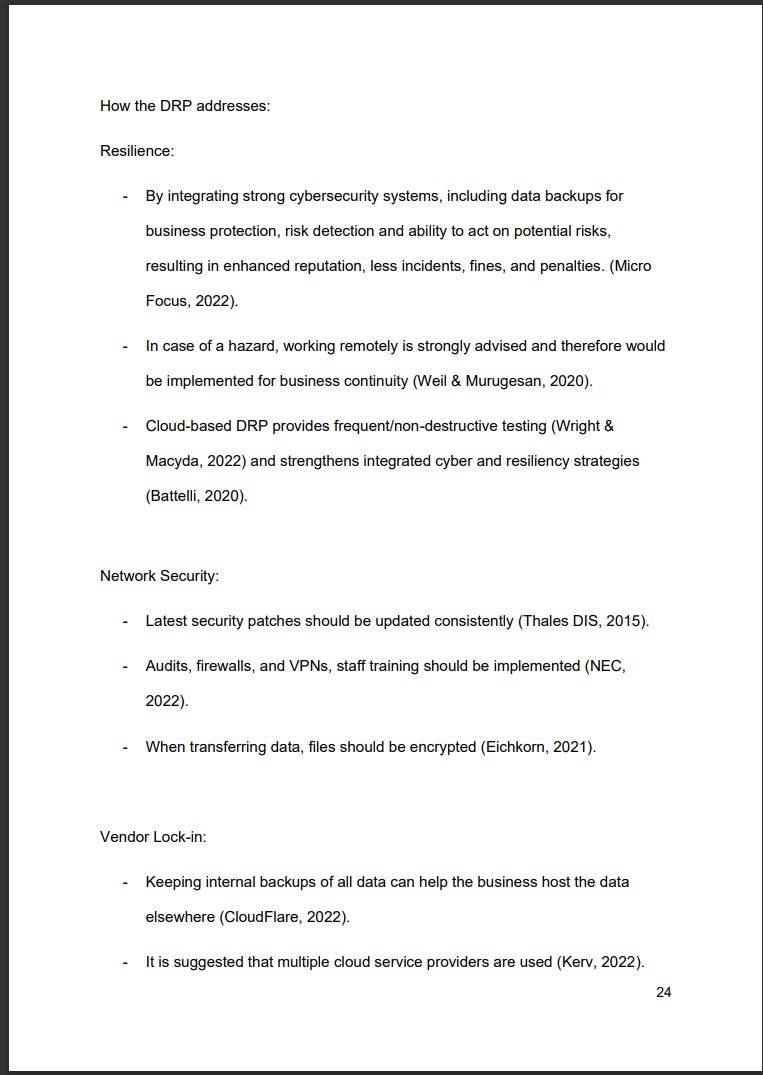 How the DRP addresses:
Resilience:
- By integrating strong cybersecurity systems, including data backups for
business protection, risk detection and ability to act on potential risks,
resulting in enhanced reputation, less incidents, fines, and penalties. (Micro
Focus, 2022).
- In case of a hazard, working remotely is strongly advised and therefore would
be implemented for business continuity (Weil & Murugesan, 2020).
- Cloud-based DRP provides frequent/non-destructive testing (Wright &
Macyda, 2022) and strengthens integrated cyber and resiliency strategies
(Battelli, 2020).
Network Security:
- Latest security patches should be updated consistently (Thales DIS, 2015).
- Audits, firewalls, and VPNs, staff training should be implemented (NEC,
2022).
- When transferring data, files should be encrypted (Eichkorn, 2021).
Vendor Lock-in:
- Keeping internal backups of all data can help the business host the data
elsewhere (CloudFlare, 2022).
- It is suggested that multiple cloud service providers are used (Kerv, 2022).
24